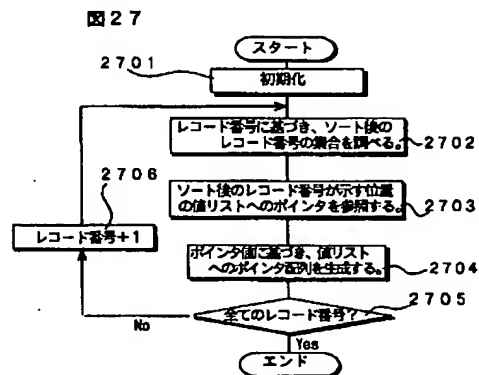 図27
スタート
2701
初期化
レコード番号に基づき、ソート後の
レコード番号の集合を調べる。
2702
2706
ソート後のレコード番号が示す位置
の値リストへのポインタを参照する。
2703
レコード番号+1
ポインタ値に基づき、値リスト
へのポインタ配列を生成する。
2704
全てのレコード番号?
2705
No
Yes
エンド